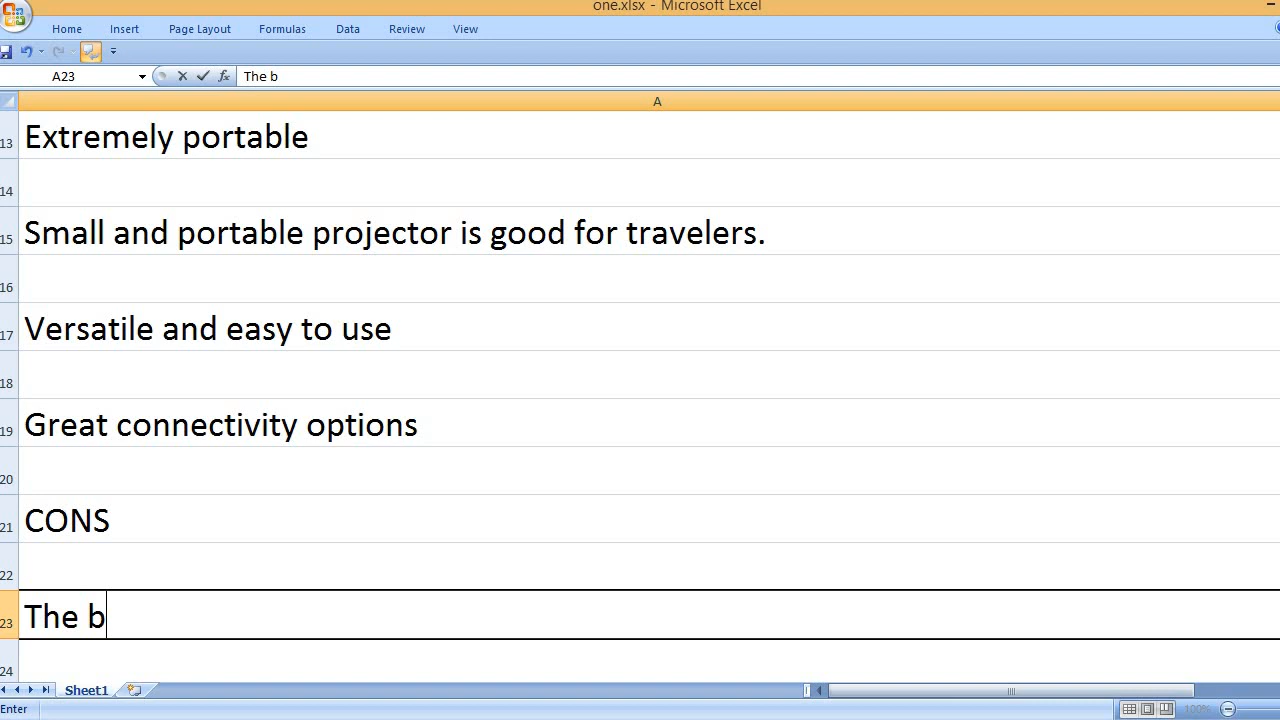 one.xlsx - Microsoft Excel
Home Insert Page Layout Formulas Data Review View
A23 fx The b
A
13 Extremely portable
14
15 Small and portable projector is good for travelers.
16
17 Versatile and easy to use
18
19 Great connectivity options
20
21 CONS
22
23 The b
24
Sheet1
Enter 100%